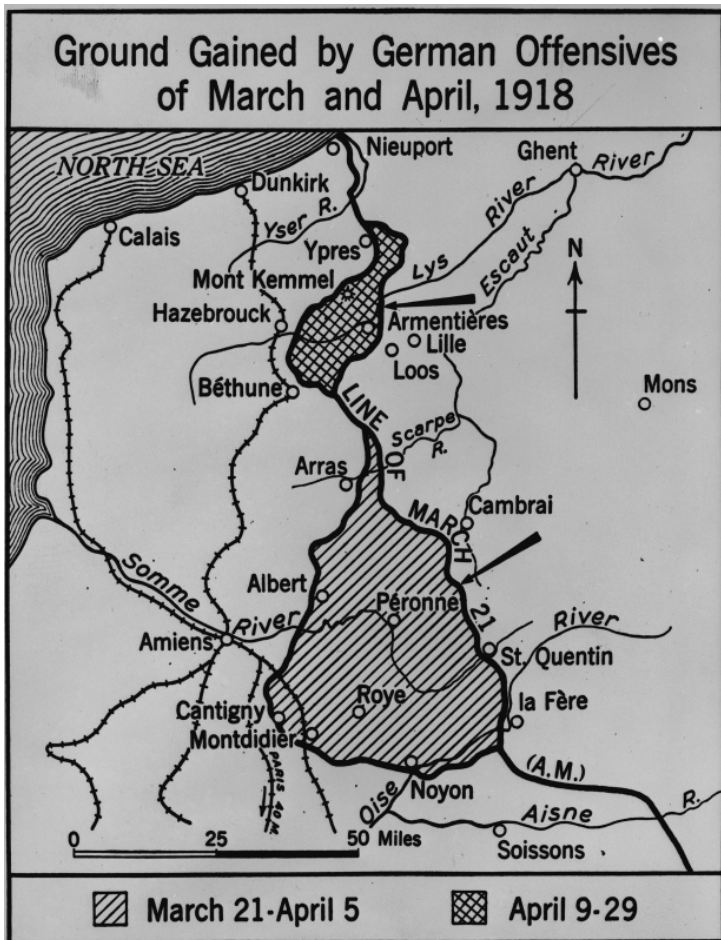 Ground Gained by German Offensives
of March and April, 1918
NORTH SEA
Nieuport
Ghent
River
Dunkirk
River
Calais
Yser R.
Ypres
Lys
Escaut
N
Mont Kemmel
Hazebrouck
Armentières
Lille
Loos
Béthune
Mons
LINE OF MARCH 21
Scarpe
R.
Arras
Cambrai
Somme
Albert
Péronne
River
River
Amiens
St. Quentin
Cantigny
Roye
la Fère
Montdidier
PARIS 40 M.
(A.M.)
Noyon
Oise
Aisne
R.
0 25 50 Miles
Soissons
March 21-April 5
April 9-29